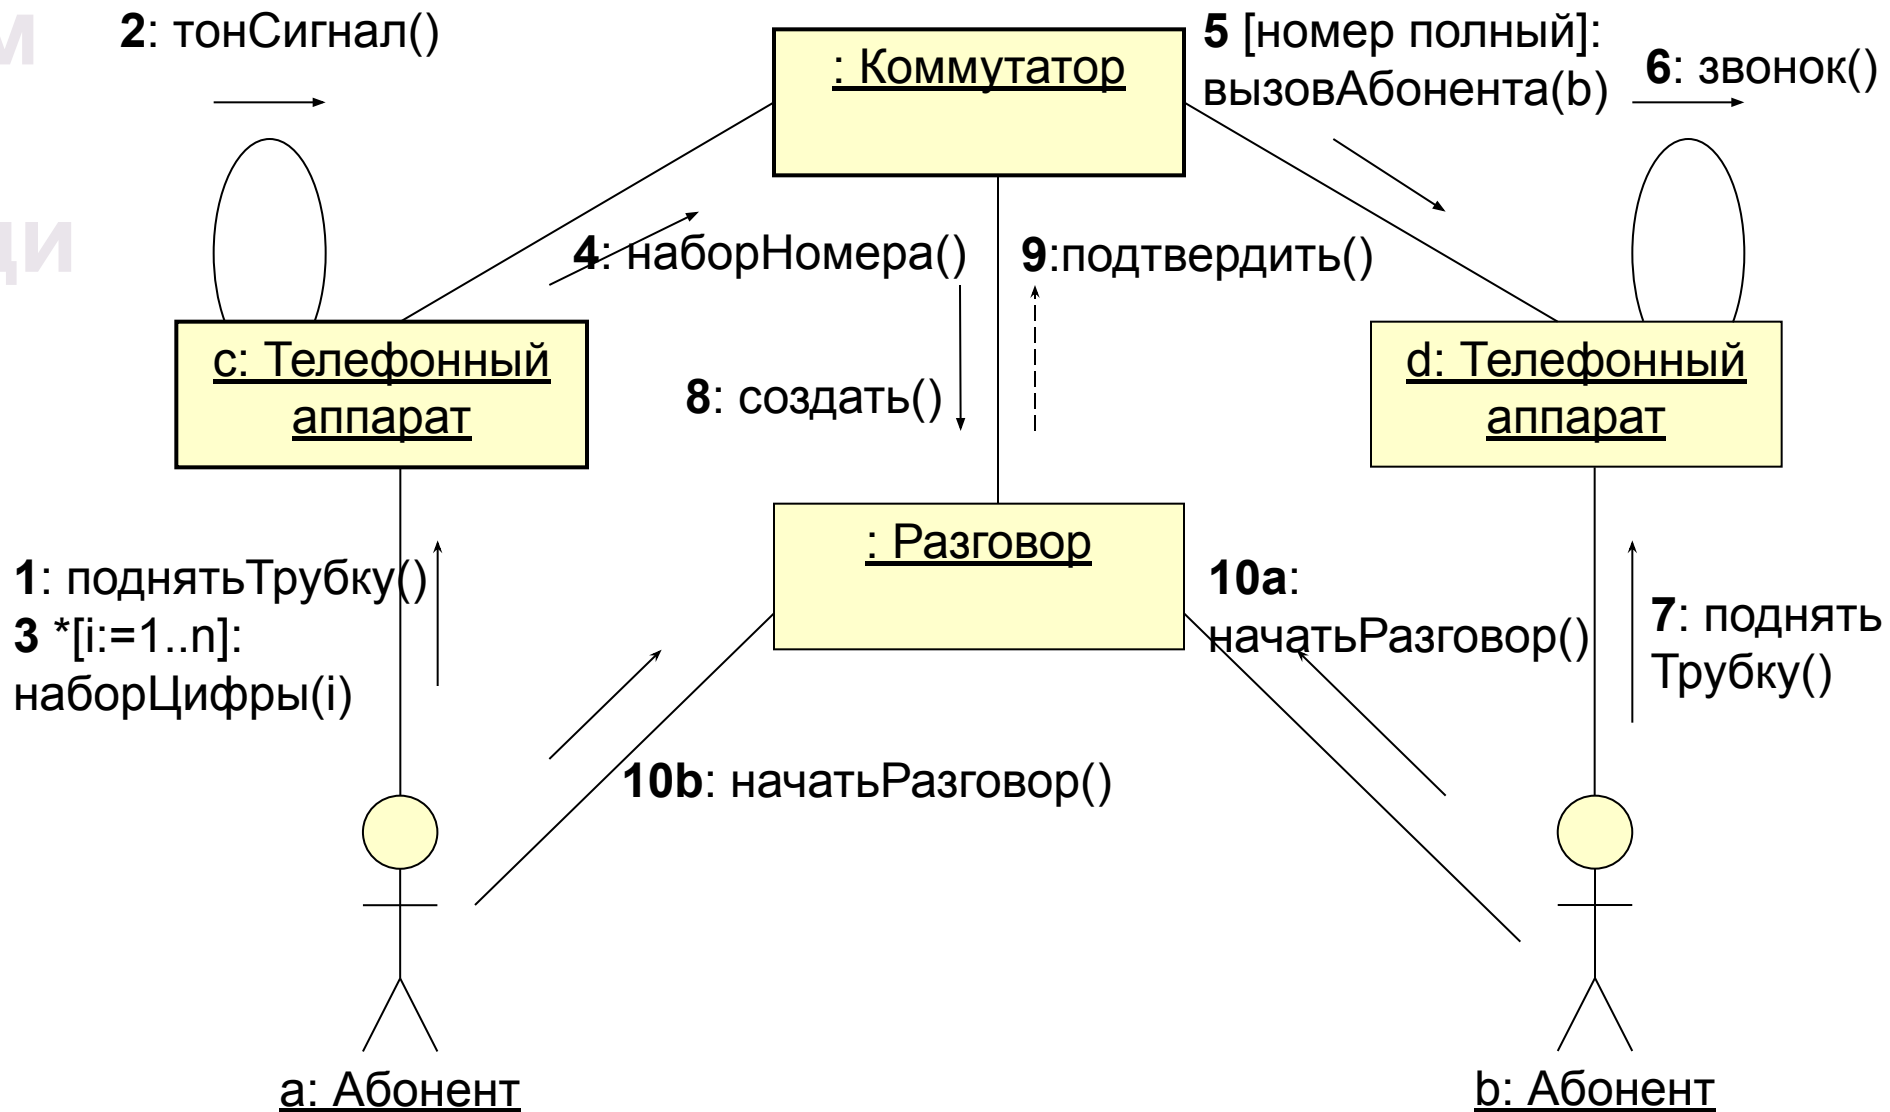 2: тонСигнал()
: Коммутатор
5 [номер полный]:
вызовАбонента(b)
6: звонок()
м
ди
4: наборНомера()
9:подтвердить()
c: Телефонный
аппарат
8: создать()
d: Телефонный
аппарат
1: поднятьТрубку()
3 *[i:=1..n]:
наборЦифры(i)
: Разговор
10a:
начатьРазговор()
7: поднять
Трубку()
10b: начатьРазговор()
a: Абонент
b: Абонент